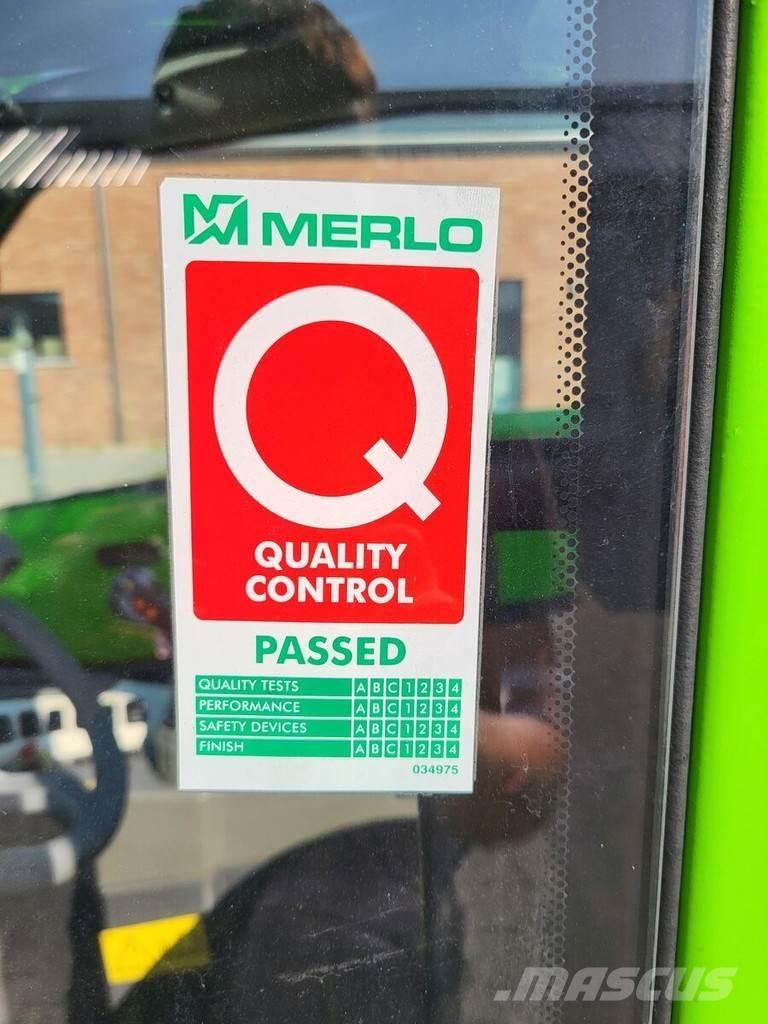 MERLO
QUALITY
CONTROL
PASSED
QUALITY TESTS A B C 1 2 3 4
PERFORMANCE A B C 1 2 3 4
SAFETY DEVICES A B C 1 2 3 4
FINISH A B C 1 2 3 4
034975
.MASCUS